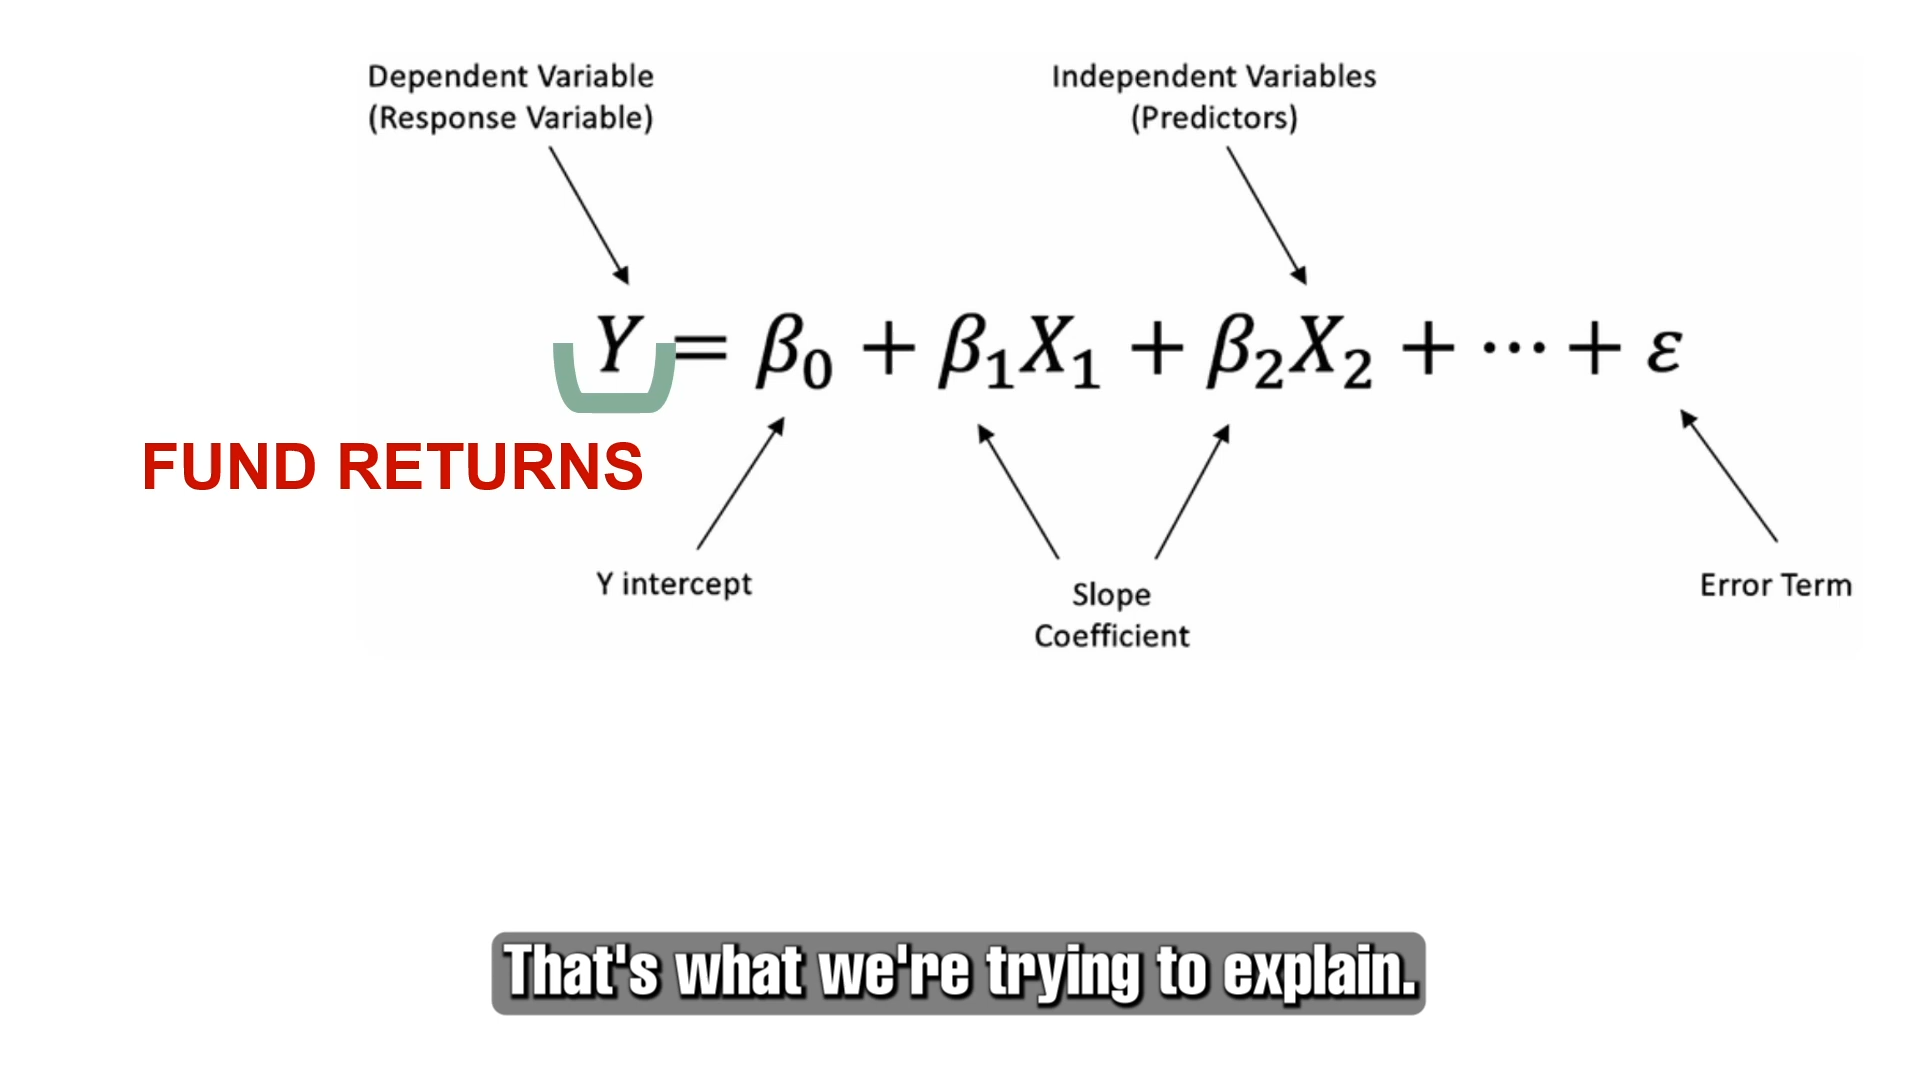 Dependent Variable
(Response Variable)
Independent Variables
(Predictors)
Y = β₀ + β₁X₁ + β₂X₂ + ··· + ε
FUND RETURNS
Y intercept
Slope
Coefficient
Error Term
That's what we're trying to explain.